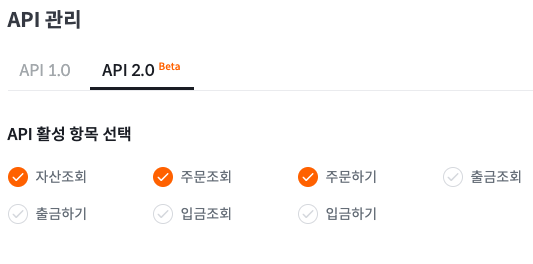 API 관리
API 1.0 API 2.0 Beta
API 활성 항목 선택
자산조회 주문조회 주문하기 출금조회
출금하기 입금조회 입금하기